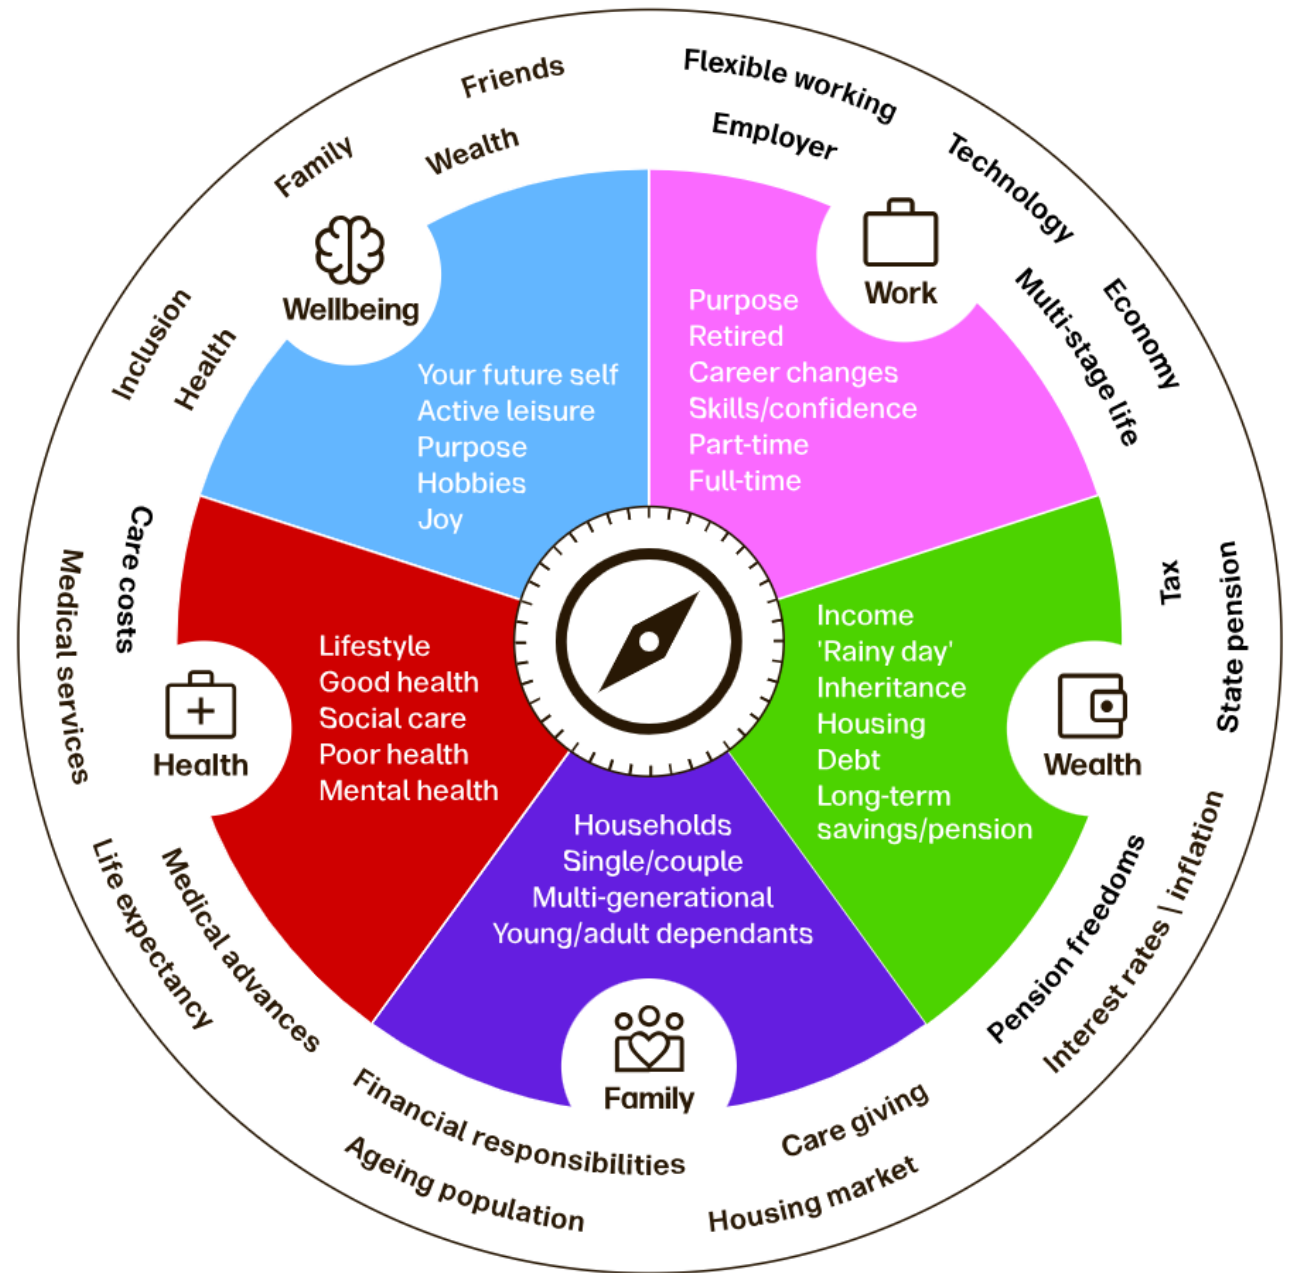 Friends
Wealth
Family
Wellbeing
Inclusion
Health
Your future self
Active leisure
Purpose
Hobbies
Joy
Flexible working
Employer
Technology
Work
Economy
Multi-stage life
Purpose
Retired
Career changes
Skills/confidence
Part-time
Full-time
Tax
State pension
Wealth
Income
'Rainy day'
Inheritance
Housing
Debt
Long-term
savings/pension
Pension freedoms
Interest rates | inflation
Households
Single/couple
Multi-generational
Young/adult dependants
Family
Care giving
Housing market
Financial responsibilities
Ageing population
Care costs
Medical services
Health
Lifestyle
Good health
Social care
Poor health
Mental health
Life expectancy
Medical advances